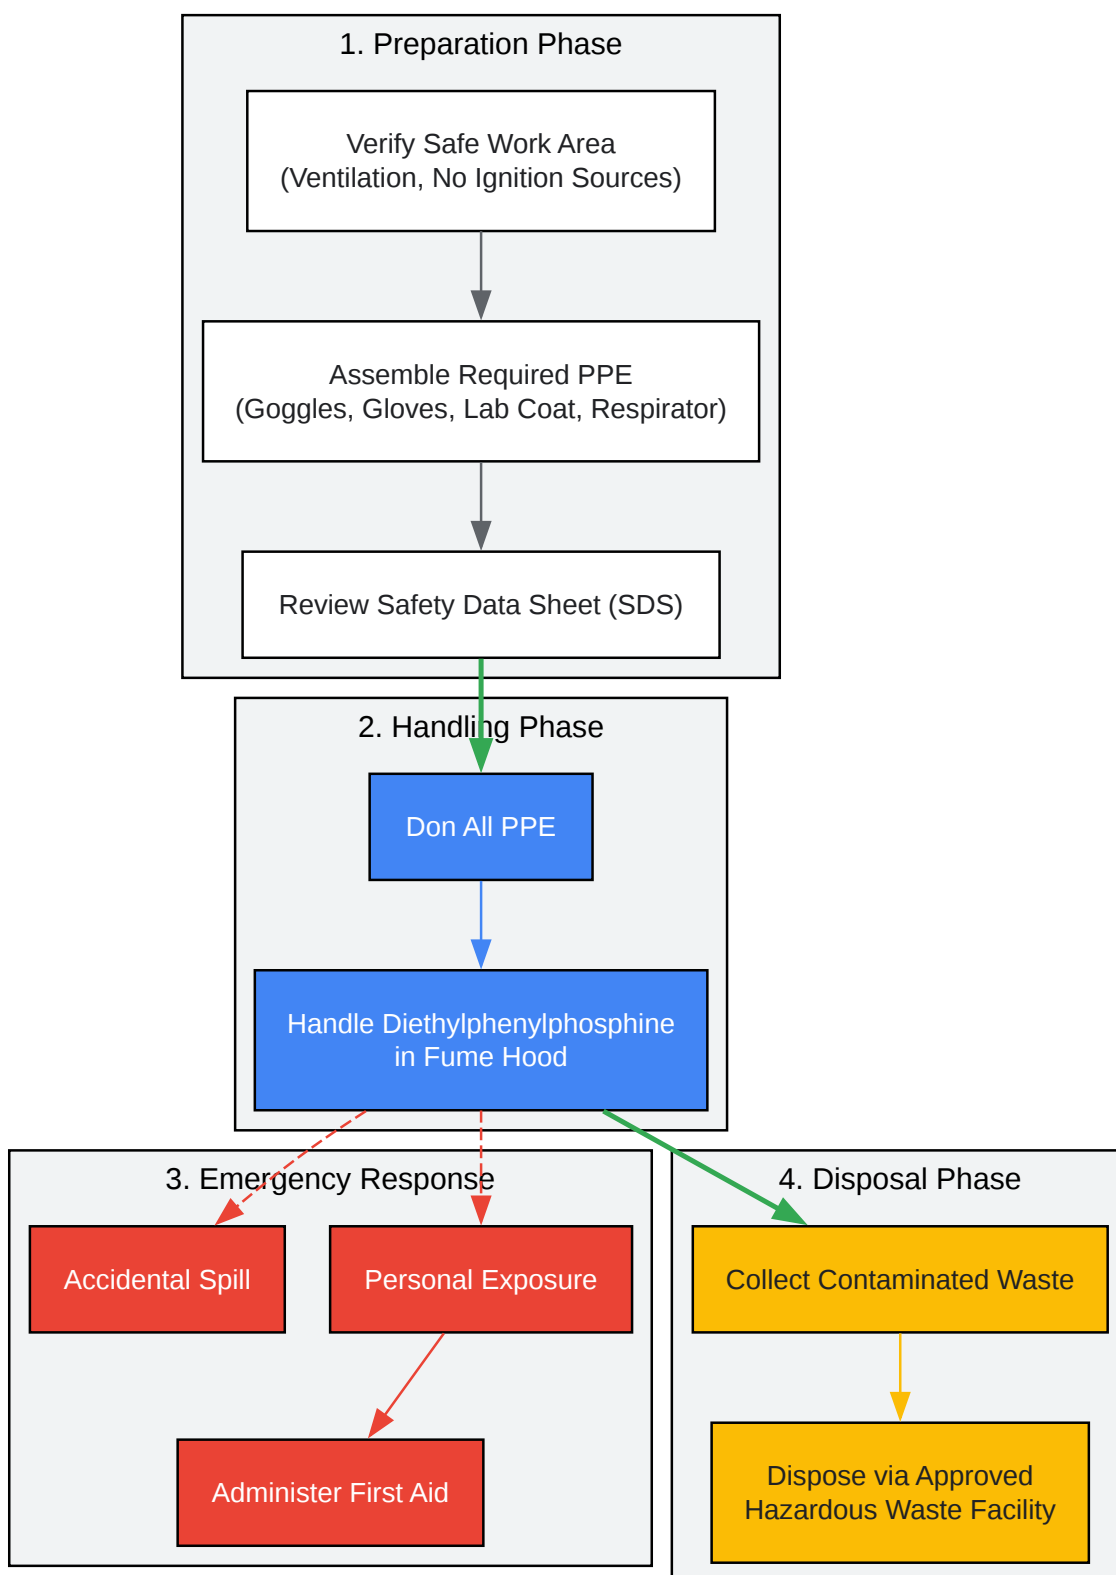 1. Preparation Phase
Verify Safe Work Area
(Ventilation, No Ignition Sources)
Assemble Required PPE
(Goggles, Gloves, Lab Coat, Respirator)
Review Safety Data Sheet (SDS)
2. Handling Phase
Don All PPE
Handle Diethylphenylphosphine
in Fume Hood
3. Emergency Response
Accidental Spill
Personal Exposure
Administer First Aid
4. Disposal Phase
Collect Contaminated Waste
Dispose via Approved
Hazardous Waste Facility